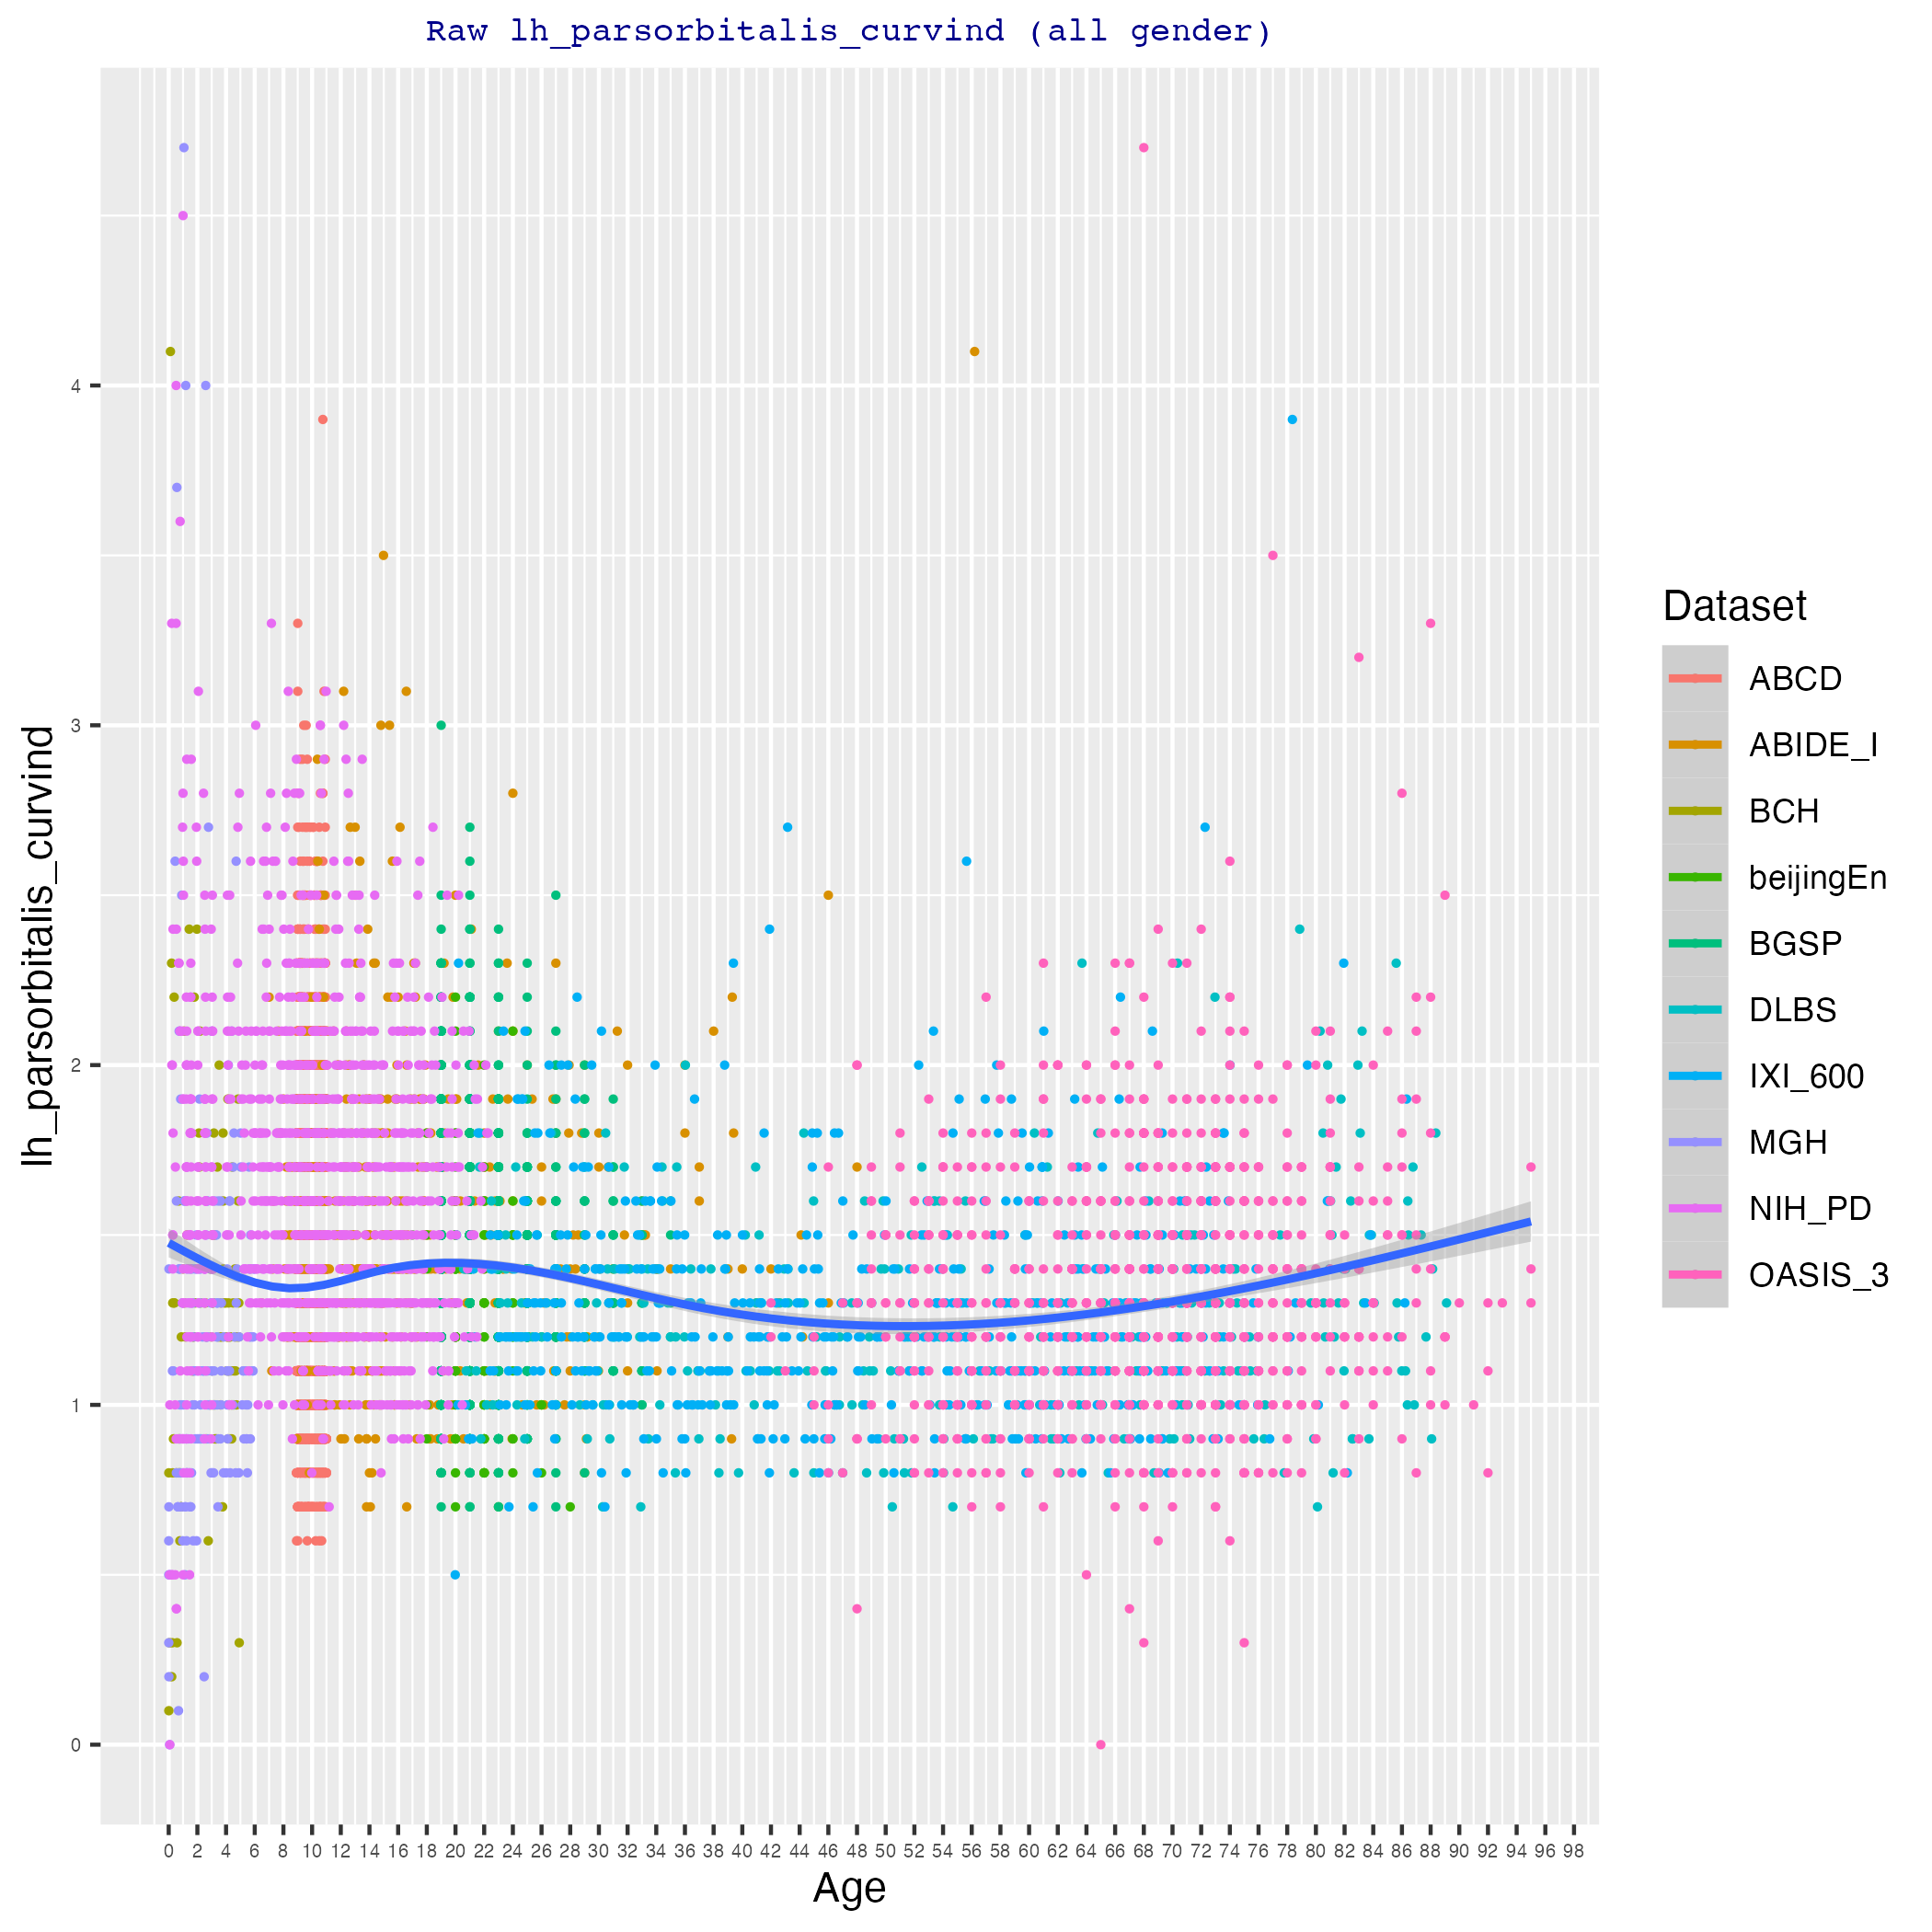 Raw lh_parsorbitalis_curvind (all gender)
lh_parsorbitalis_curvind
4
3
2
1
0
0 2 4 6 8 10 12 14 16 18 20 22 24 26 28 30 32 34 36 38 40 42 44 46 48 50 52 54 56 58 60 62 64 66 68 70 72 74 76 78 80 82 84 86 88 90 92 94 96 98
Age
Dataset
ABCD
ABIDE_I
BCH
beijingEn
BGSP
DLBS
IXI_600
MGH
NIH_PD
OASIS_3